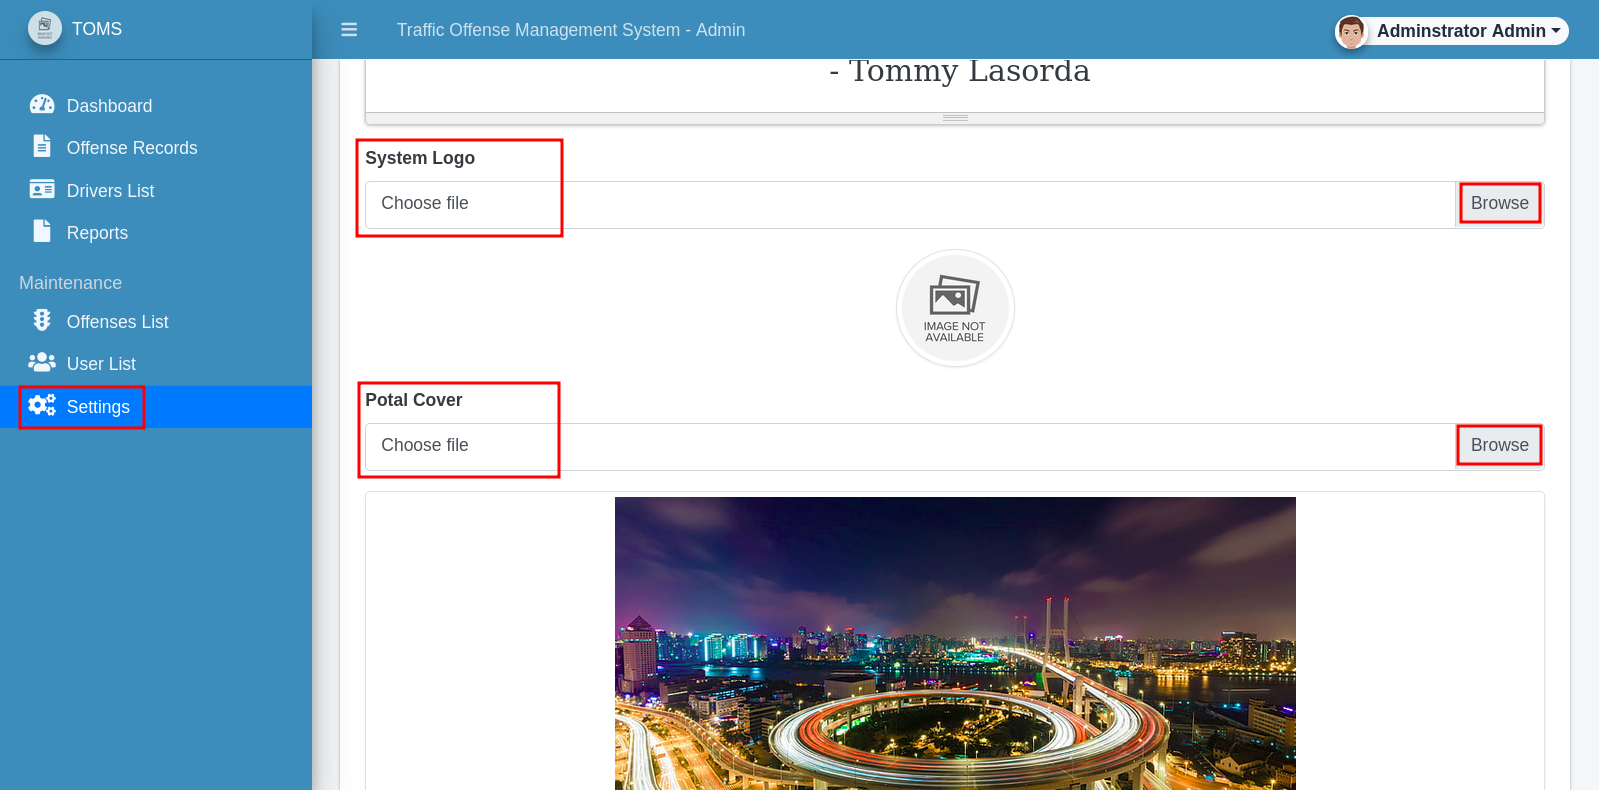 TOMS
Traffic Offense Management System - Admin
Adminstrator Admin
Dashboard
Offense Records
Drivers List
Reports
Maintenance
Offenses List
User List
Settings
- Tommy Lasorda
System Logo
Choose file
Browse
IMAGE NOT
AVAILABLE
Potal Cover
Choose file
Browse